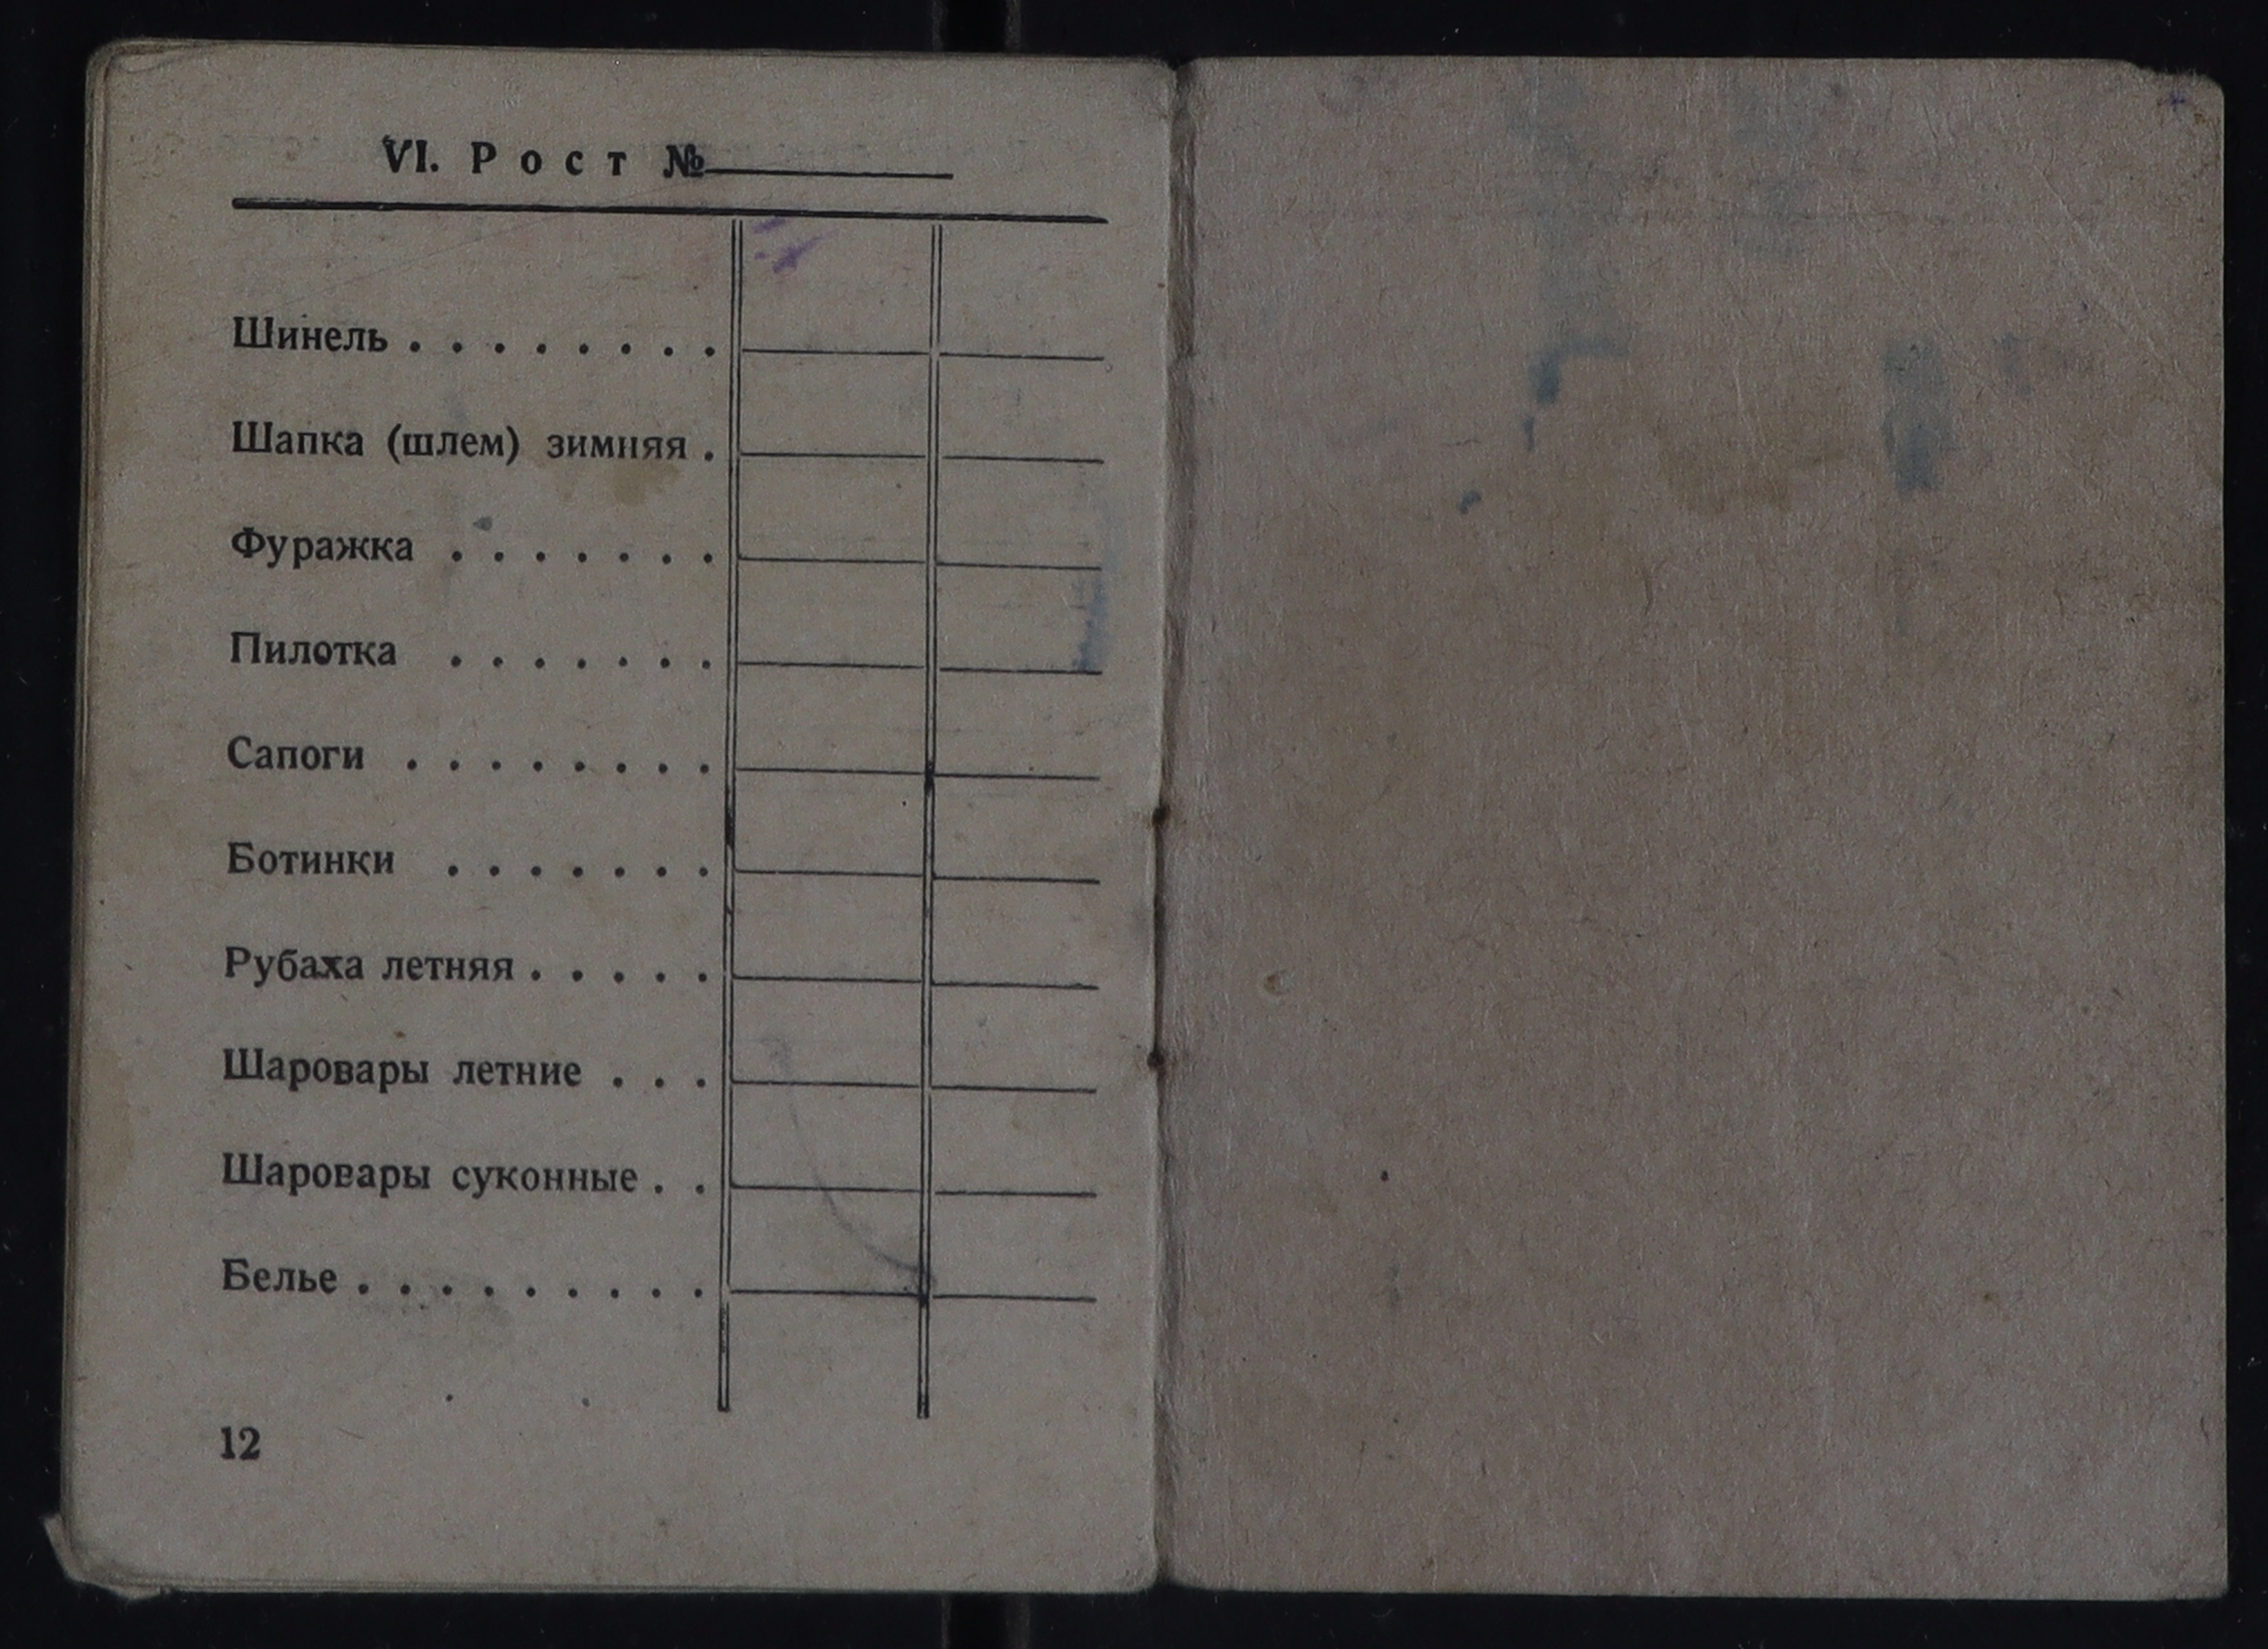 VI. Рост №
Шинель . . . . . . . .
Шапка (шлем) зимняя .
Фуражка . . . . . . .
Пилотка . . . . . . .
Сапоги . . . . . . . .
Ботинки . . . . . . .
Рубаха летняя . . . . .
Шаровары летние . . .
Шаровары суконные . .
Белье . . . . . . . . .
12